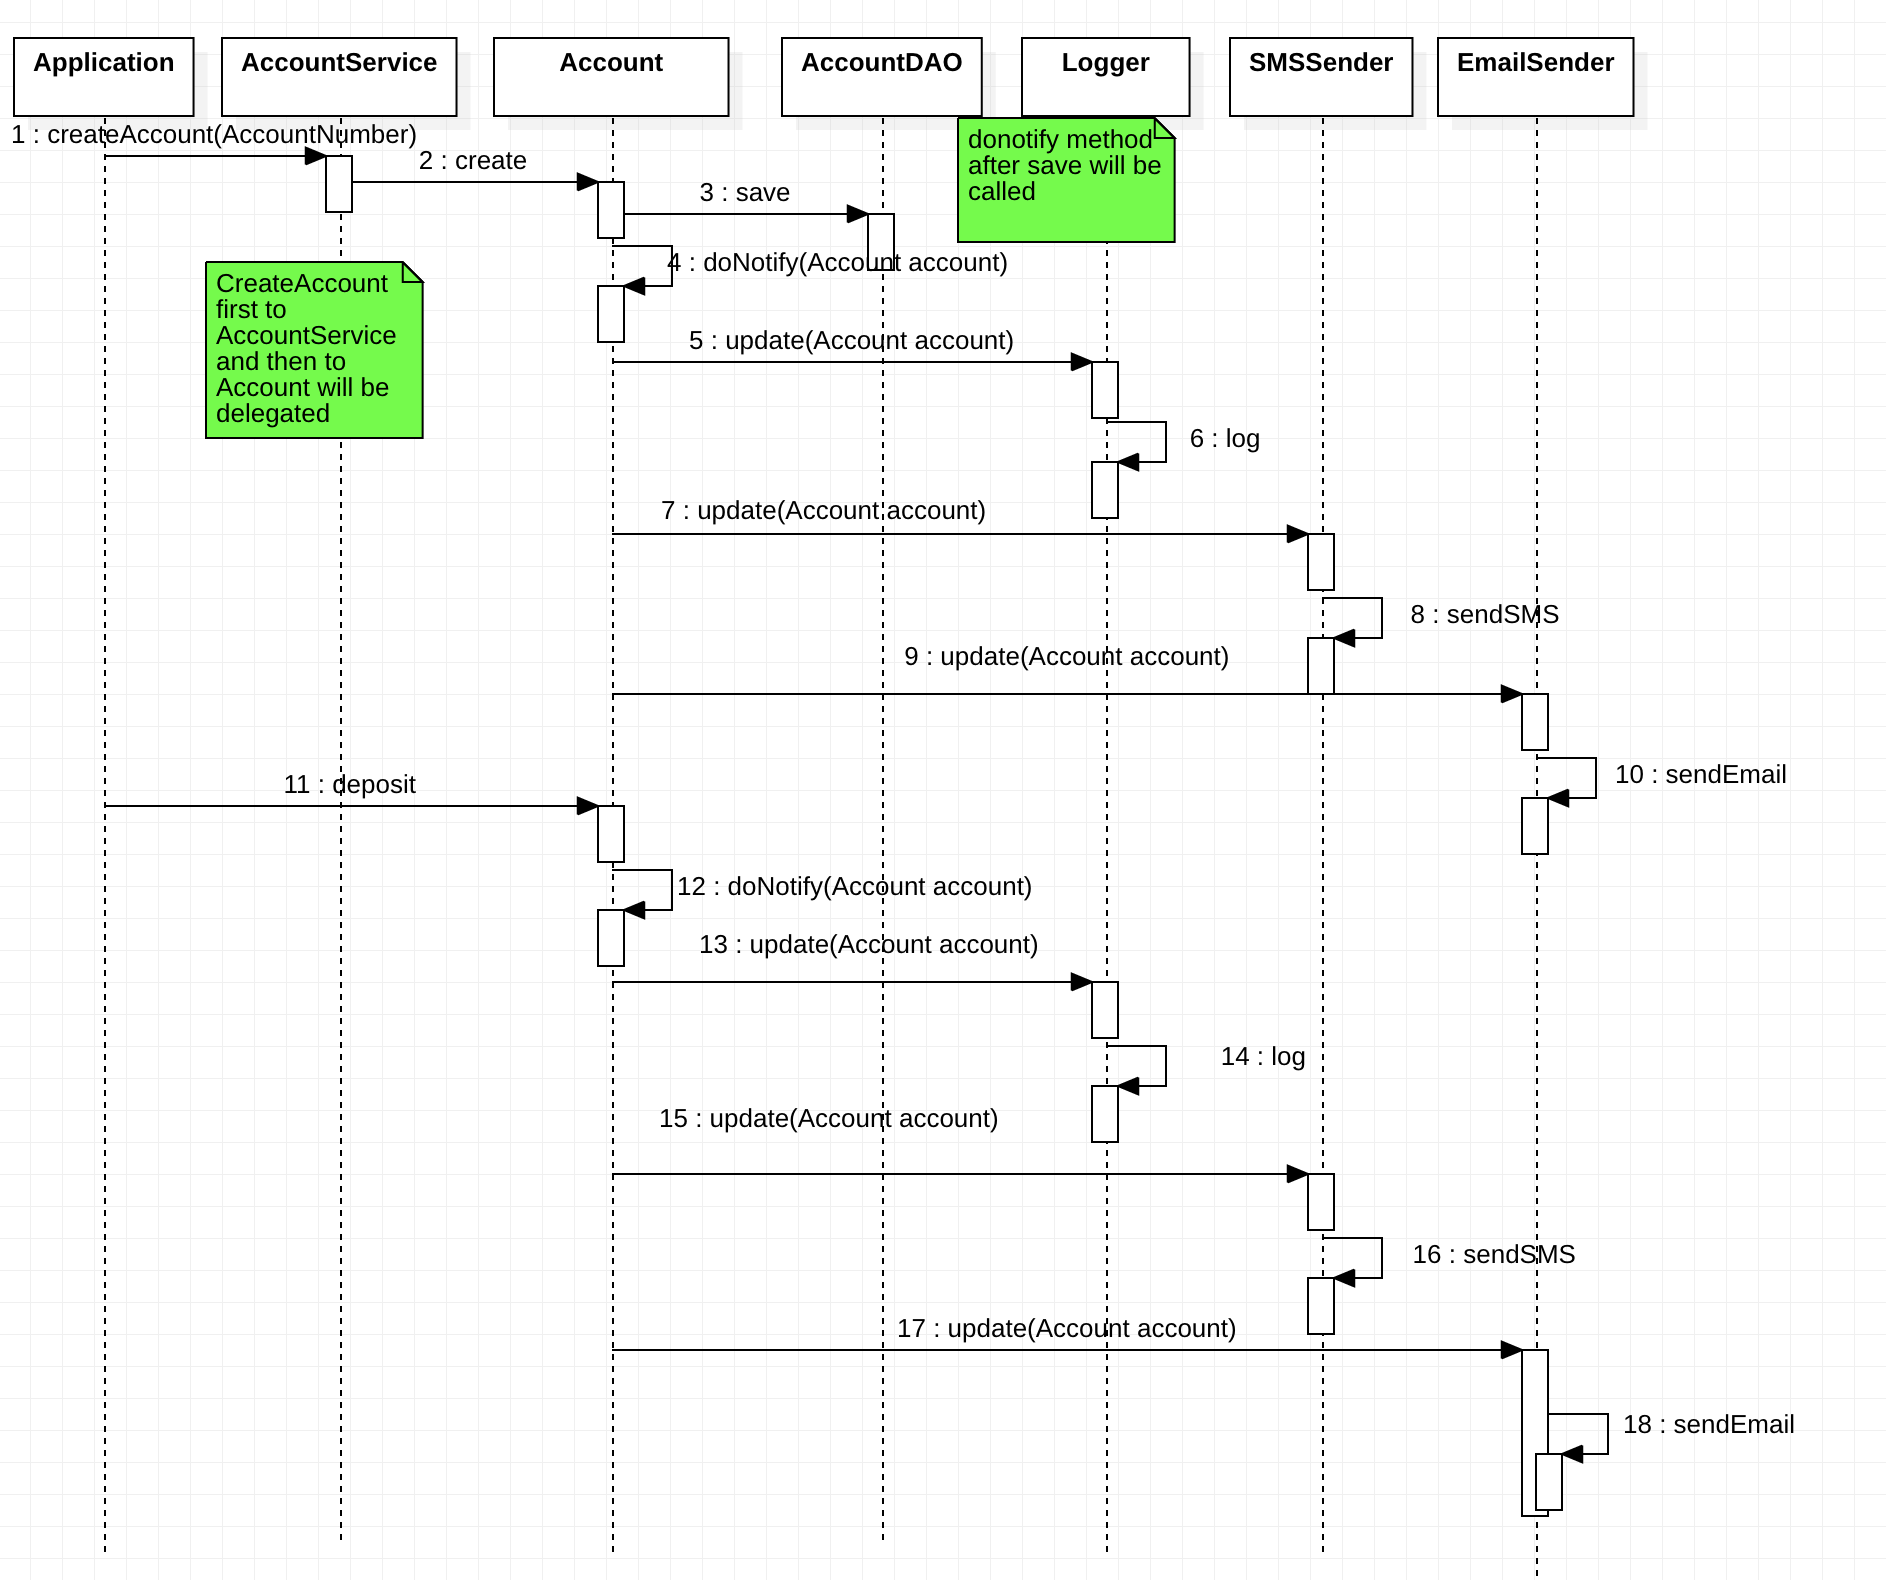 Application
AccountService
Account
AccountDAO
Logger
SMSSender
EmailSender
1 : createAccount(AccountNumber)
2 : create
3 : save
donotify method
after save will be
called
4 : doNotify(Account account)
CreateAccount
first to
AccountService
and then to
Account will be
delegated
5 : update(Account account)
6 : log
7 : update(Account account)
8 : sendSMS
9 : update(Account account)
10 : sendEmail
11 : deposit
12 : doNotify(Account account)
13 : update(Account account)
14 : log
15 : update(Account account)
16 : sendSMS
17 : update(Account account)
18 : sendEmail